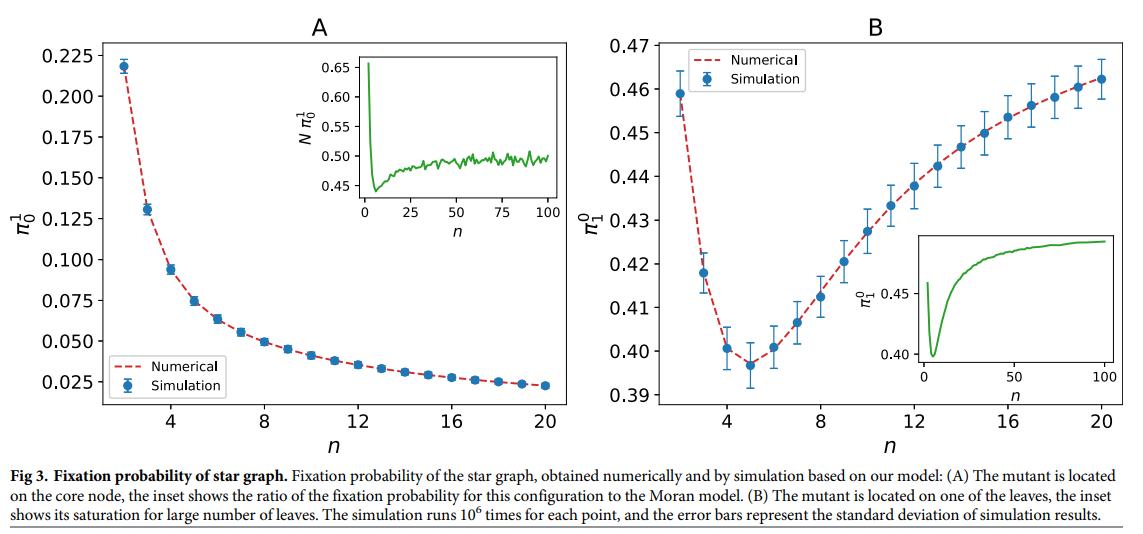 A
0.225
0.200
0.175
0.150
0.125
0.100
0.075
0.050
0.025
π₀¹
4
8
12
16
20
n
Numerical
Simulation
0.65
0.60
0.55
0.50
0.45
N π₀¹
0
25
50
75
100
n
B
0.47
0.46
0.45
0.44
0.43
0.42
0.41
0.40
0.39
π₁⁰
4
8
12
16
20
n
Numerical
Simulation
0.45
0.40
π₁⁰
0
50
100
n
Fig 3. Fixation probability of star graph. Fixation probability of the star graph, obtained numerically and by simulation based on our model: (A) The mutant is located
on the core node, the inset shows the ratio of the fixation probability for this configuration to the Moran model. (B) The mutant is located on one of the leaves, the inset
shows its saturation for large number of leaves. The simulation runs 10⁶ times for each point, and the error bars represent the standard deviation of simulation results.